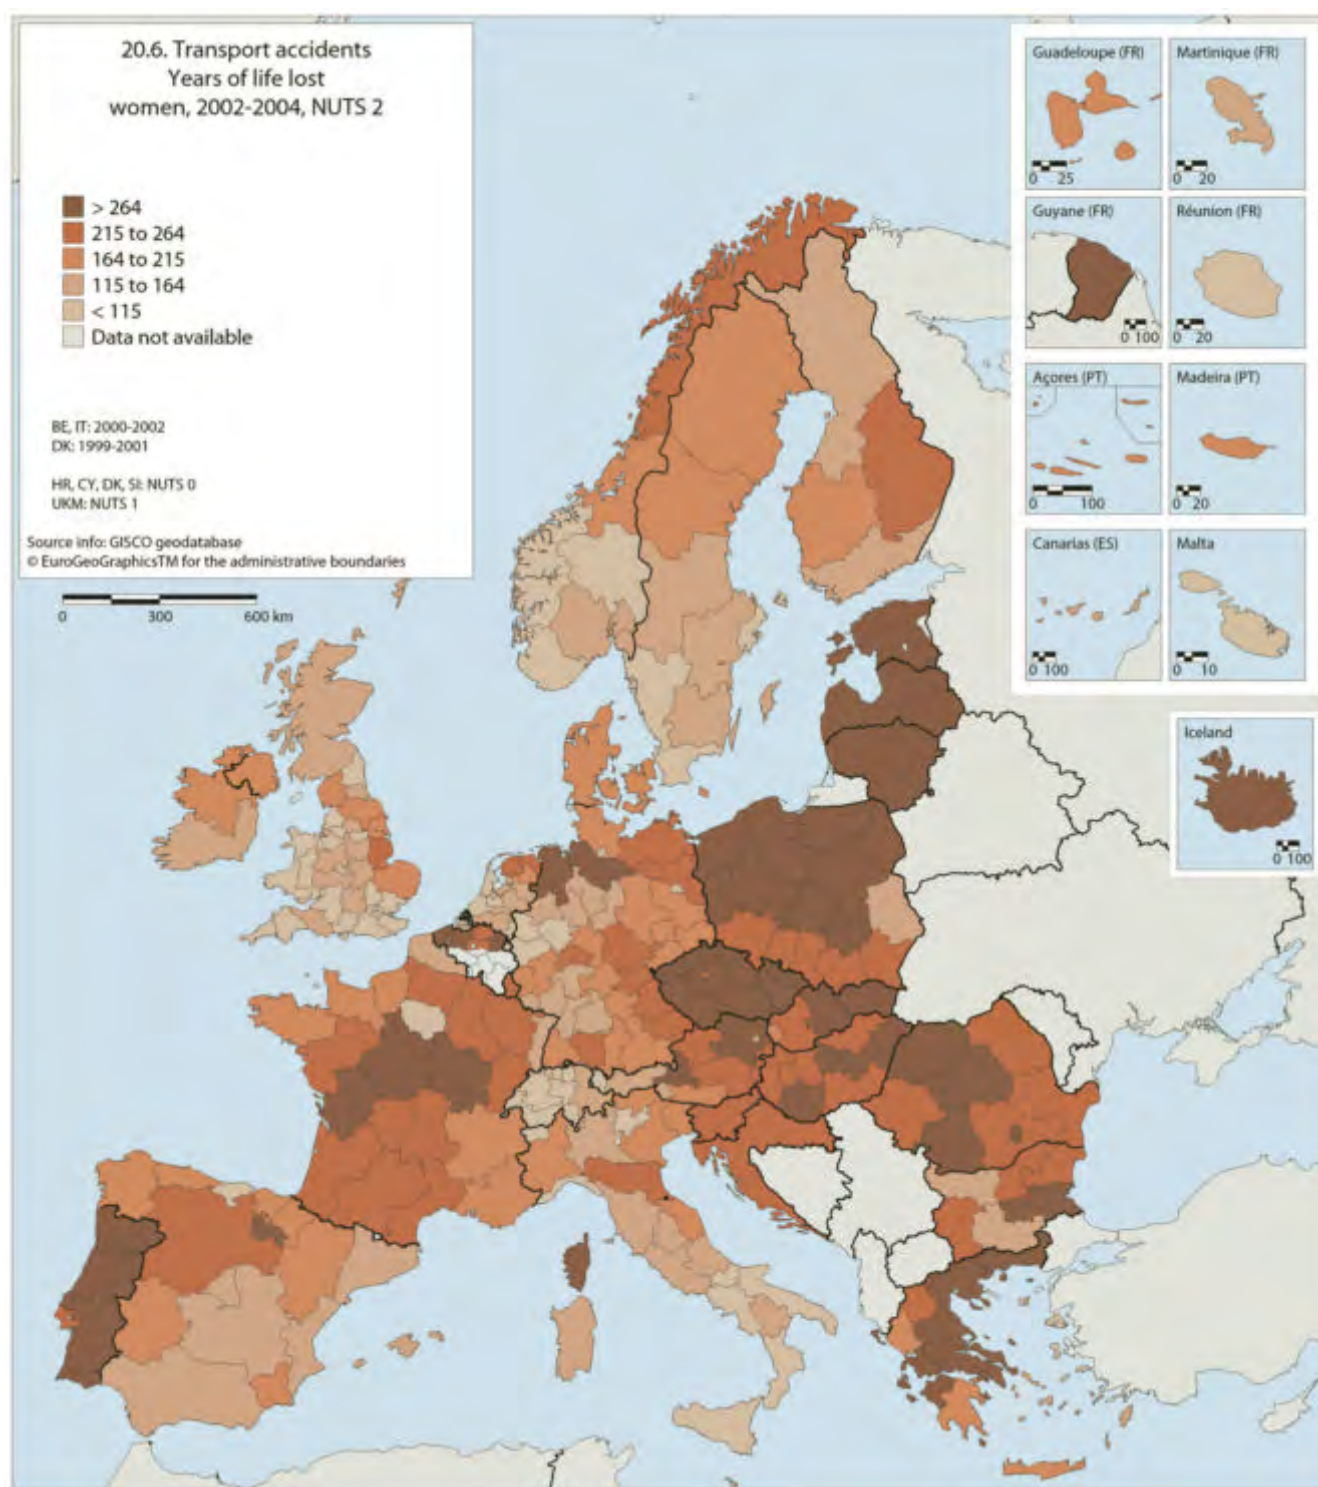 20.6. Transport accidents
Years of life lost
women, 2002-2004, NUTS 2
> 264
215 to 264
164 to 215
115 to 164
< 115
Data not available
BE, IT: 2000-2002
DK: 1999-2001
HR, CY, DK, SI: NUTS 0
UKM: NUTS 1
Source info: GISCO geodatabase
© EuroGeoGraphicsTM for the administrative boundaries
0 300 600 km
Guadeloupe (FR)
0 25
Martinique (FR)
0 20
Guyane (FR)
0 100
Réunion (FR)
0 20
Açores (PT)
0 100
Madeira (PT)
0 20
Canarias (ES)
0 100
Malta
0 10
Iceland
0 100